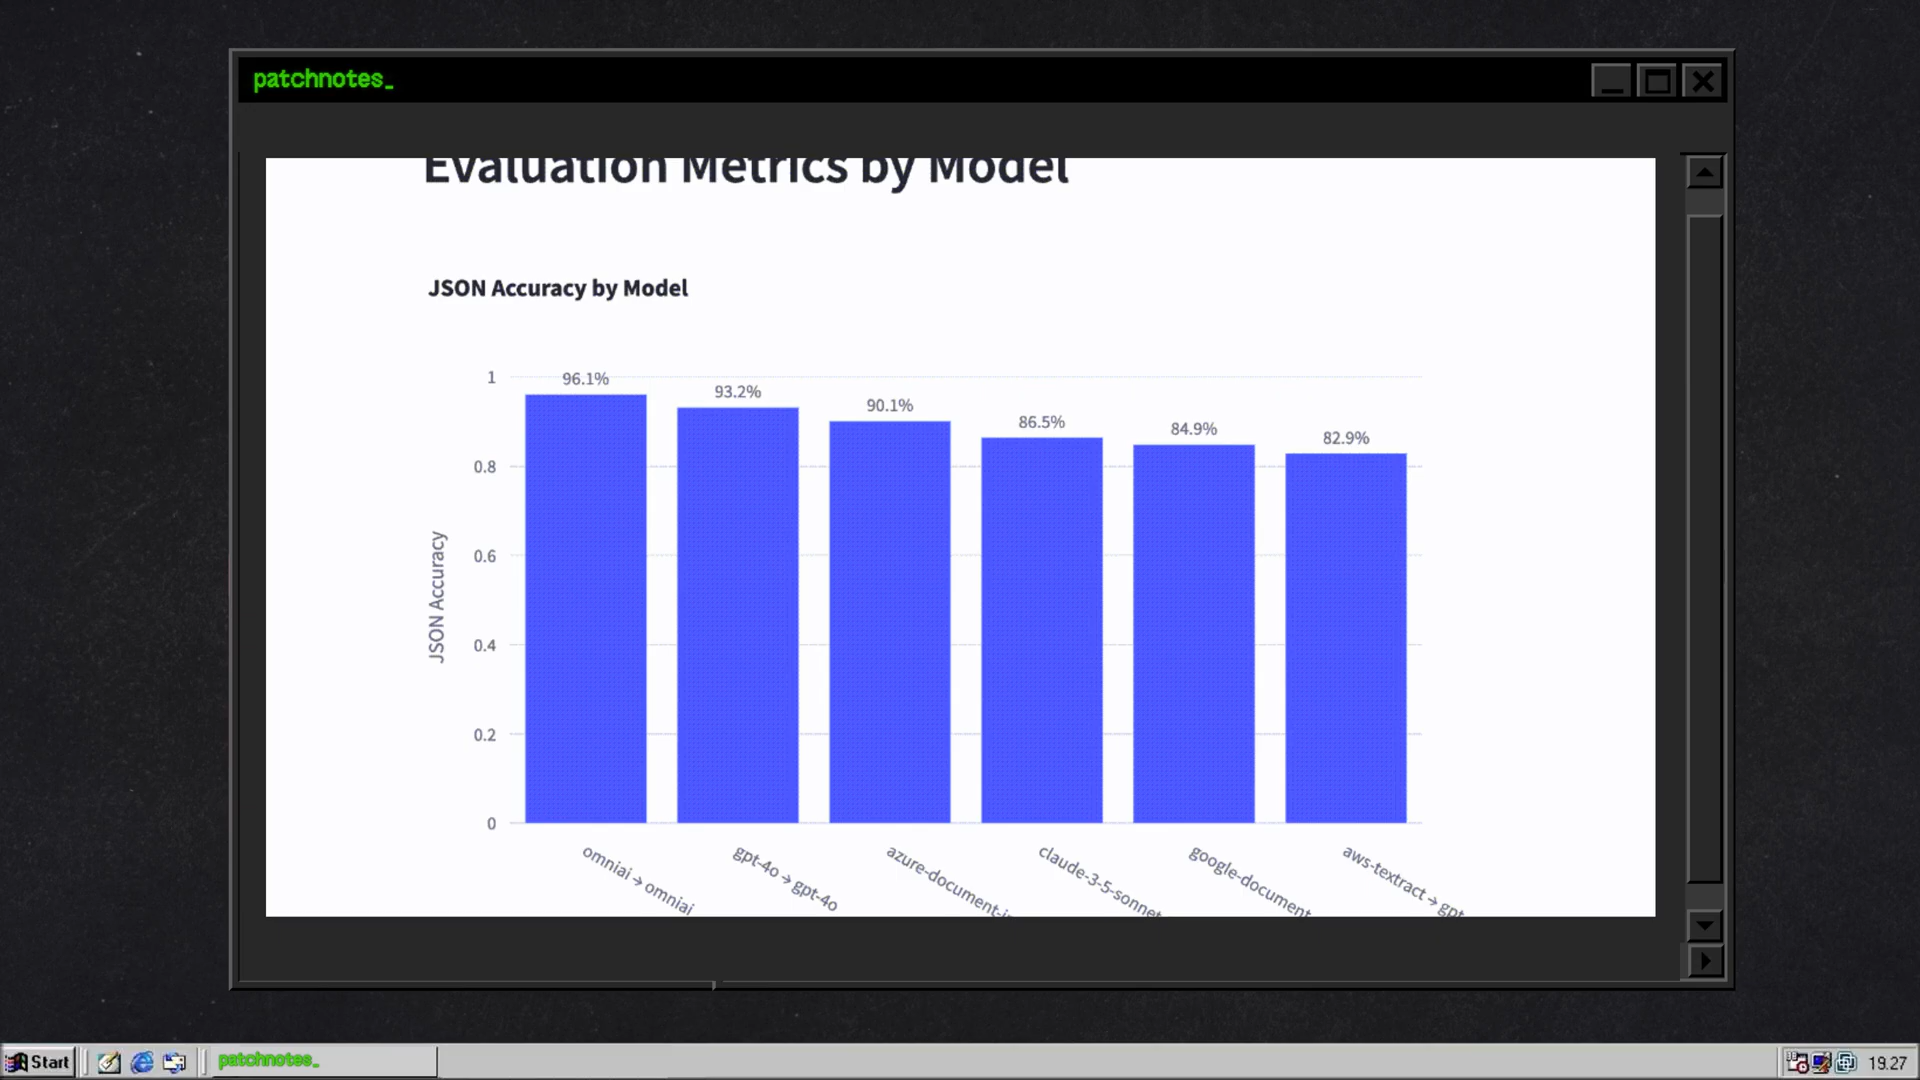 patchnotes_
Evaluation Metrics by Model
JSON Accuracy by Model
1
0.8
0.6
0.4
0.2
0
JSON Accuracy
96.1%
93.2%
90.1%
86.5%
84.9%
82.9%
omniai → omniai
gpt-4o → gpt-4o
azure-document-i
claude-3-5-sonnet
google-document
aws-textract → gpt
Start
patchnotes_
19.27